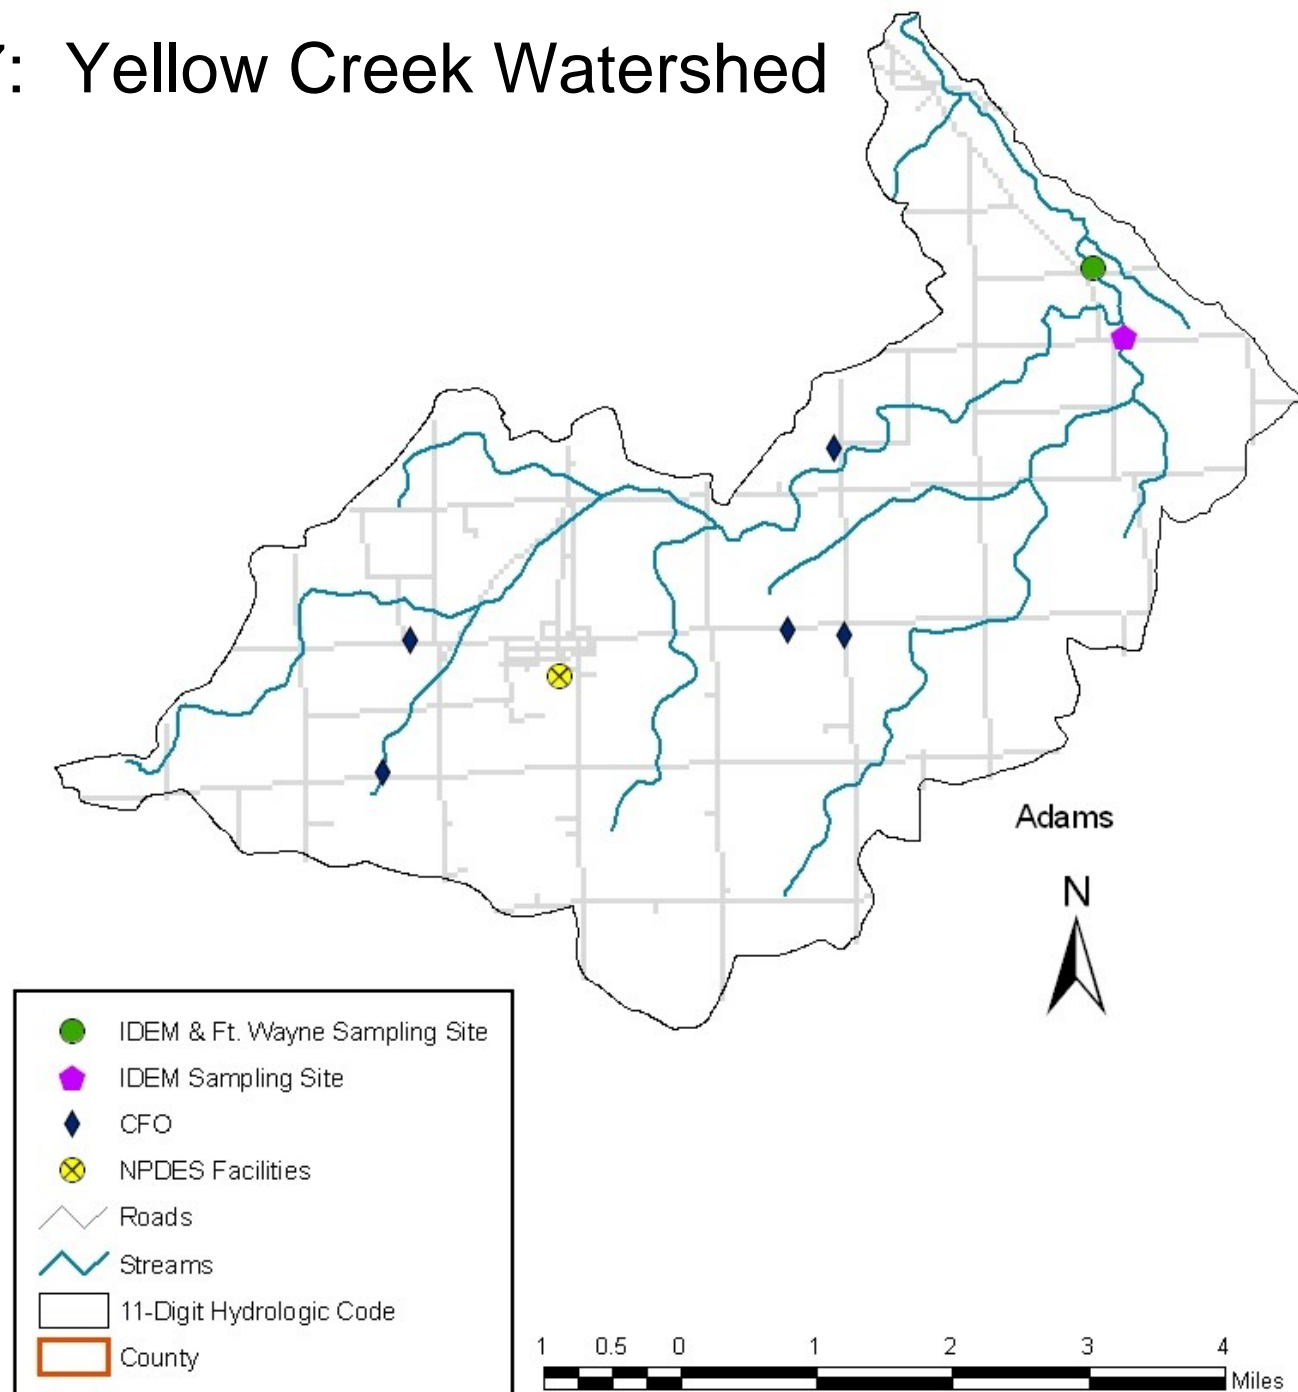 7: Yellow Creek Watershed
Adams
N
IDEM & Ft. Wayne Sampling Site
IDEM Sampling Site
CFO
NPDES Facilities
Roads
Streams
11-Digit Hydrologic Code
County
1 0.5 0 1 2 3 4
Miles